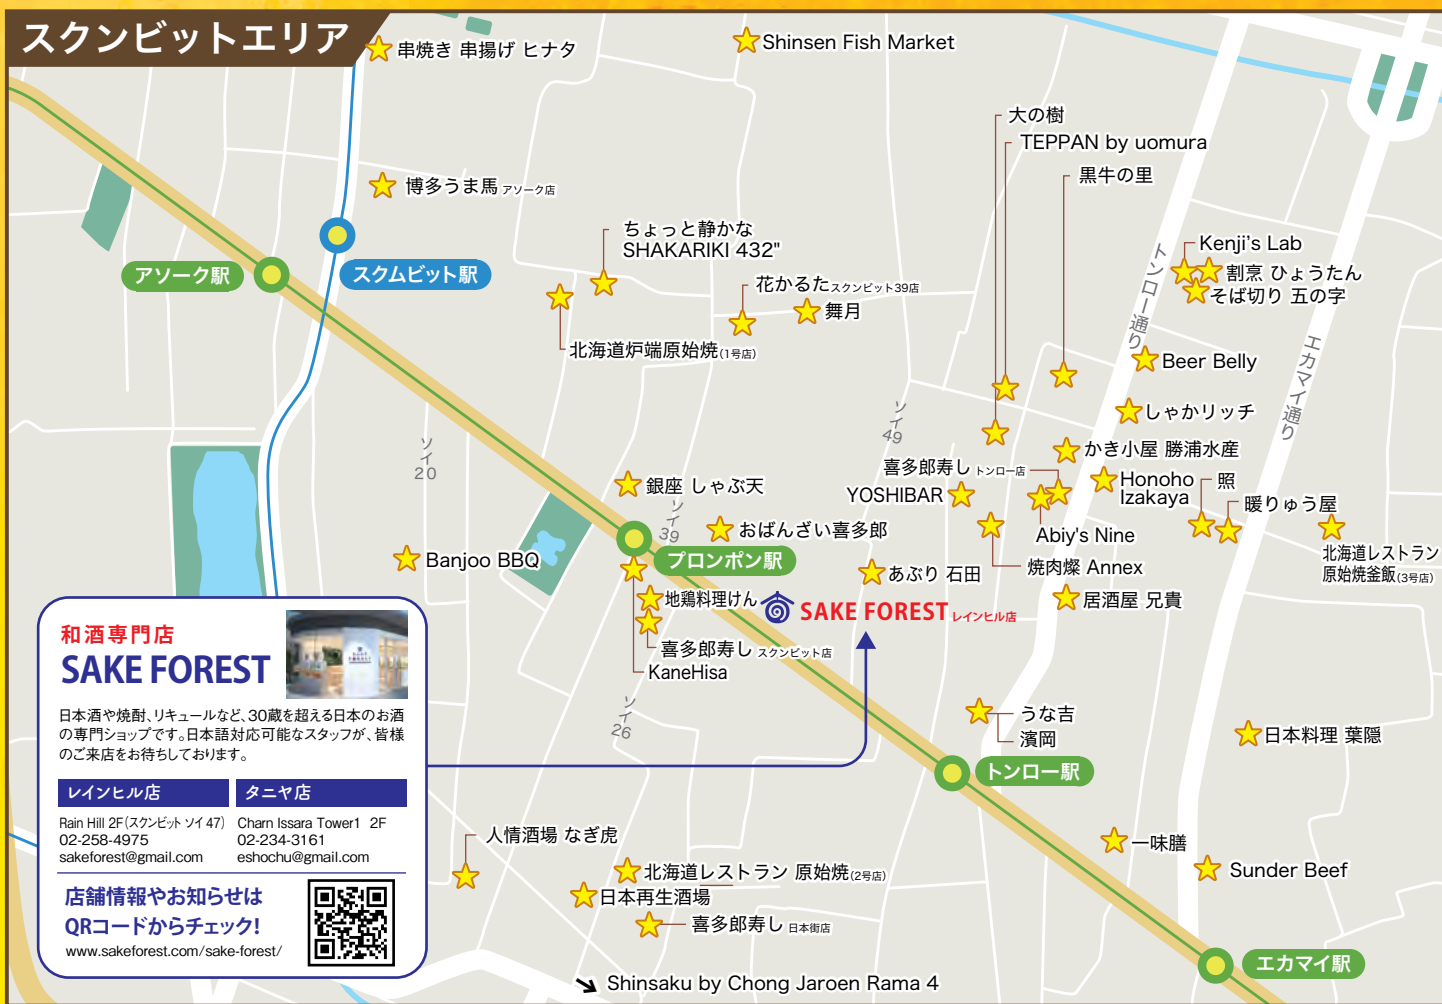 スクンビットエリア
串焼き 串揚げ ヒナタ
Shinsen Fish Market
大の樹
TEPPAN by uomura
黒牛の里
博多うま馬 アソーク店
ちょっと静かな
SHAKARIKI 432"
トンロー通り
Kenji's Lab
割烹 ひょうたん
そば切り 五の字
アソーク駅
スクムビット駅
花かるた スクンビット39店
舞月
北海道炉端原始焼(1号店)
エカマイ通り
Beer Belly
しゃかリッチ
ソイ49
ソイ20
かき小屋 勝浦水産
喜多郎寿し トンロー店
Honoho
Izakaya
照
銀座 しゃぶ天
YOSHIBAR
暖りゅう屋
ソイ39
おばんざい喜多郎
Abiy's Nine
北海道レストラン
原始焼釜飯(3号店)
Banjoo BBQ
プロンポン駅
あぶり 石田
焼肉燦 Annex
地鶏料理けん
SAKE FOREST レインヒル店
居酒屋 兄貴
喜多郎寿し スクンビット店
KaneHisa
ソイ26
うな吉
濱岡
日本料理 葉隠
トンロー駅
人情酒場 なぎ虎
一味膳
北海道レストラン 原始焼(2号店)
Sunder Beef
日本再生酒場
喜多郎寿し 日本街店
エカマイ駅
Shinsaku by Chong Jaroen Rama 4
和酒専門店
SAKE FOREST
日本酒や焼酎、リキュールなど、30蔵を超える日本のお酒
の専門ショップです。日本語対応可能なスタッフが、皆様
のご来店をお待ちしております。
レインヒル店
Rain Hill 2F(スクンビット ソイ 47)
02-258-4975
sakeforest@gmail.com
タニヤ店
Charn Issara Tower1 2F
02-234-3161
eshochu@gmail.com
店舗情報やお知らせは
QRコードからチェック!
www.sakeforest.com/sake-forest/